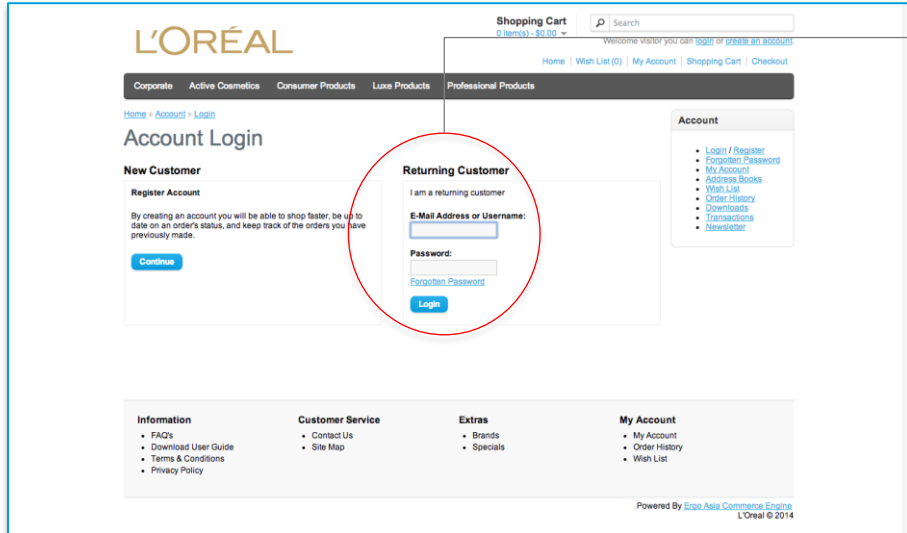 L'ORÉAL
Shopping Cart
0 item(s) - $0.00
Search
Welcome visitor you can login or create an account.
Home | Wish List (0) | My Account | Shopping Cart | Checkout
Corporate Active Cosmetics Consumer Products Luxe Products Professional Products
Home » Account » Login
Account Login
New Customer
Register Account
By creating an account you will be able to shop faster, be up to
date on an order's status, and keep track of the orders you have
previously made.
Continue
Returning Customer
I am a returning customer
E-Mail Address or Username:
Password:
Forgotten Password
Login
Account
• Login / Register
• Forgotten Password
• My Account
• Address Books
• Wish List
• Order History
• Downloads
• Transactions
• Newsletter
Information
• FAQ's
• Download User Guide
• Terms & Conditions
• Privacy Policy
Customer Service
• Contact Us
• Site Map
Extras
• Brands
• Specials
My Account
• My Account
• Order History
• Wish List
Powered By Ergo Asia Commerce Engine
L'Oreal © 2014